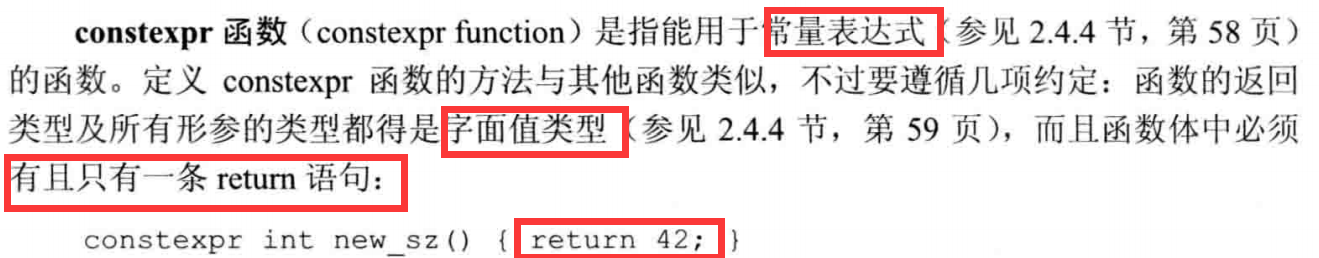 constexpr 函数（constexpr function）是指能用于常量表达式（参见 2.4.4 节，第 58 页）
的函数。定义 constexpr 函数的方法与其他函数类似，不过要遵循几项约定：函数的返回
类型及所有形参的类型都得是字面值类型（参见 2.4.4 节，第 59 页），而且函数体中必须
有且只有一条 return 语句：
constexpr int new_sz() { return 42; }